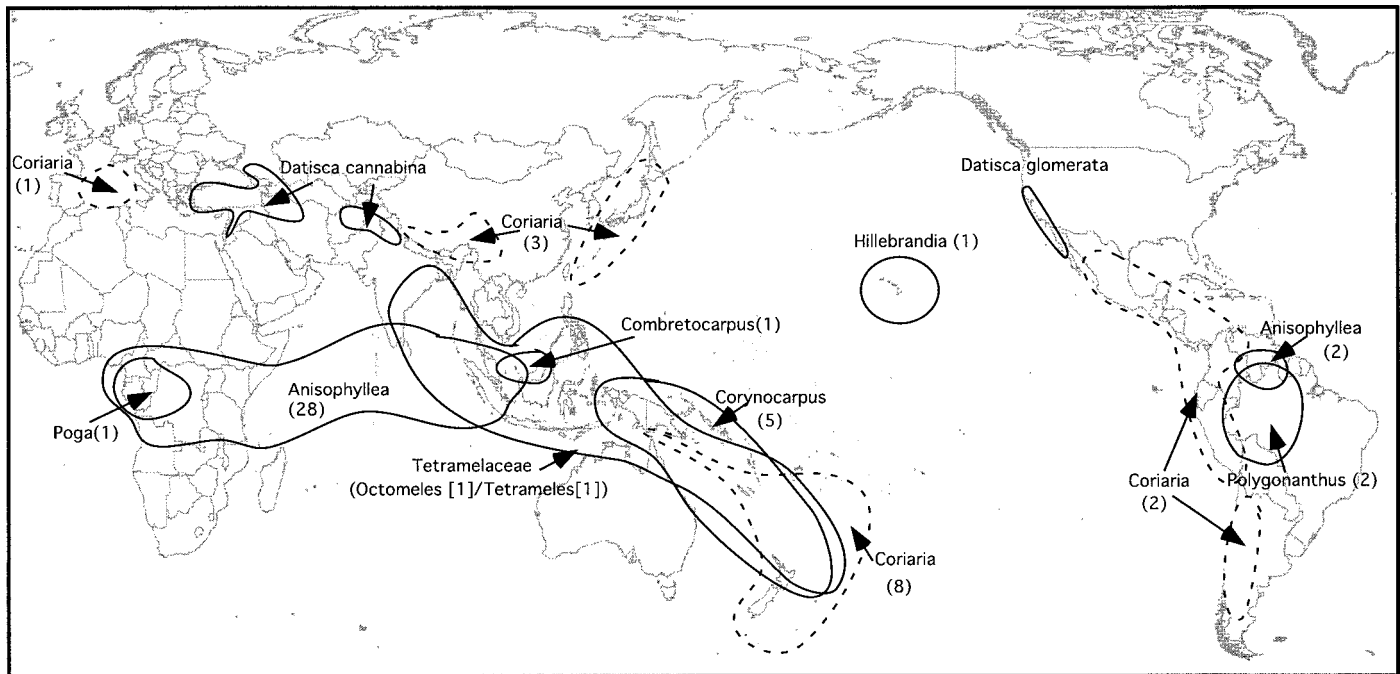 Coriaria
(1)
Datisca cannabina
Coriaria
(3)
Datisca glomerata
Hillebrandia (1)
Combretocarpus(1)
Anisophyllea
(2)
Anisophyllea
(28)
Poga(1)
Corynocarpus
(5)
Tetramelaceae
(Octomeles [1]/Tetrameles[1])
Coriaria
(2)
Polygonanthus (2)
Coriaria
(8)